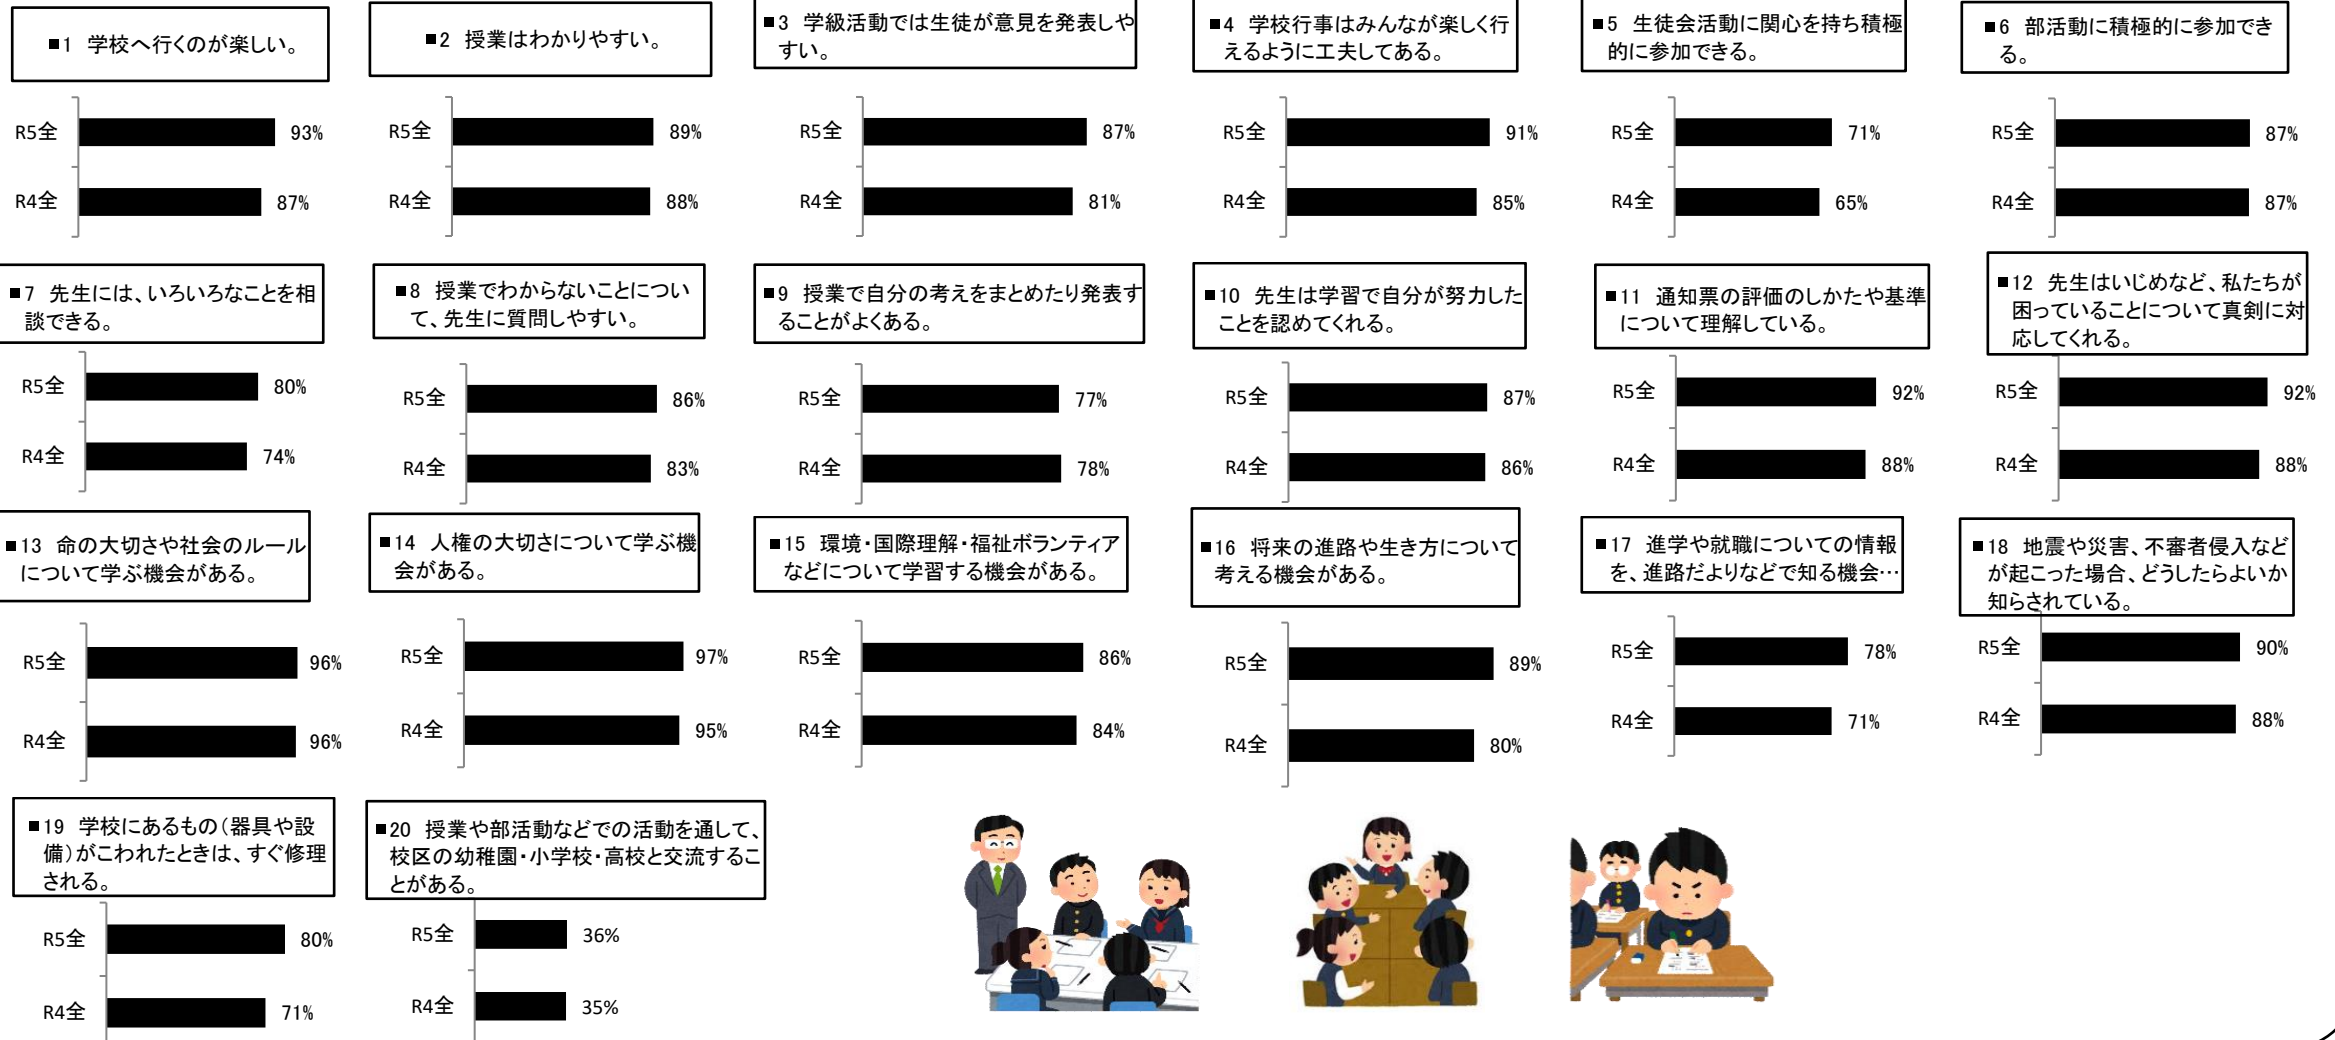 ■1 学校へ行くのが楽しい。
R5全 93%
R4全 87%
■2 授業はわかりやすい。
R5全 89%
R4全 88%
■3 学級活動では生徒が意見を発表しや
すい。
R5全 87%
R4全 81%
■4 学校行事はみんなが楽しく行
えるように工夫してある。
R5全 91%
R4全 85%
■5 生徒会活動に関心を持ち積極
的に参加できる。
R5全 71%
R4全 65%
■6 部活動に積極的に参加でき
る。
R5全 87%
R4全 87%
■7 先生には、いろいろなことを相
談できる。
R5全 80%
R4全 74%
■8 授業でわからないことについ
て、先生に質問しやすい。
R5全 86%
R4全 83%
■9 授業で自分の考えをまとめたり発表す
ることがよくある。
R5全 77%
R4全 78%
■10 先生は学習で自分が努力した
ことを認めてくれる。
R5全 87%
R4全 86%
■11 通知票の評価のしかたや基準
について理解している。
R5全 92%
R4全 88%
■12 先生はいじめなど、私たちが
困っていることについて真剣に対
応してくれる。
R5全 92%
R4全 88%
■13 命の大切さや社会のルール
について学ぶ機会がある。
R5全 96%
R4全 96%
■14 人権の大切さについて学ぶ機
会がある。
R5全 97%
R4全 95%
■15 環境・国際理解・福祉ボランティア
などについて学習する機会がある。
R5全 86%
R4全 84%
■16 将来の進路や生き方について
考える機会がある。
R5全 89%
R4全 80%
■17 進学や就職についての情報
を、進路だよりなどで知る機会…
R5全 78%
R4全 71%
■18 地震や災害、不審者侵入など
が起こった場合、どうしたらよいか
知らされている。
R5全 90%
R4全 88%
■19 学校にあるもの（器具や設
備）がこわれたときは、すぐ修理
される。
R5全 80%
R4全 71%
■20 授業や部活動などでの活動を通して、
校区の幼稚園・小学校・高校と交流するこ
とがある。
R5全 36%
R4全 35%